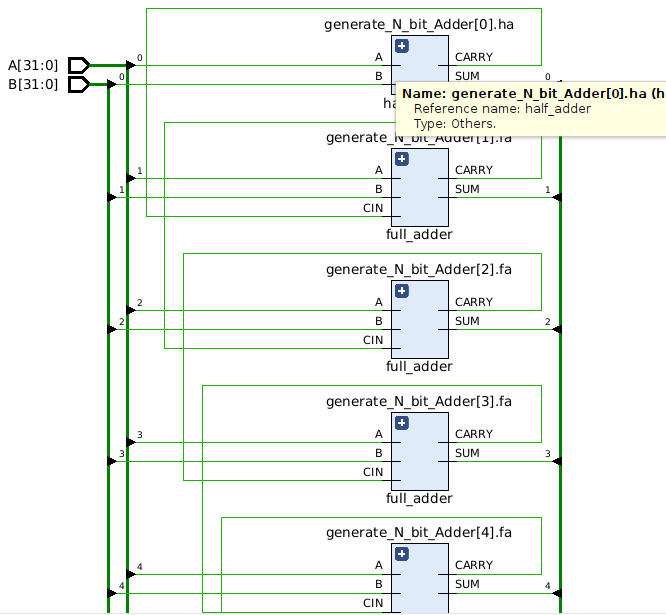 generate_N_bit_Adder[0].ha
A[31:0]
B[31:0]
0
0
A
B
CARRY
SUM
0
ha
Name: generate_N_bit_Adder[0].ha (h
Reference name: half_adder
Type: Others.
generate_N_bit_Adder[1].fa
1
1
A
B
CIN
CARRY
SUM
1
full_adder
generate_N_bit_Adder[2].fa
2
2
A
B
CIN
CARRY
SUM
2
full_adder
generate_N_bit_Adder[3].fa
3
3
A
B
CIN
CARRY
SUM
3
full_adder
generate_N_bit_Adder[4].fa
4
4
A
B
CIN
CARRY
SUM
4